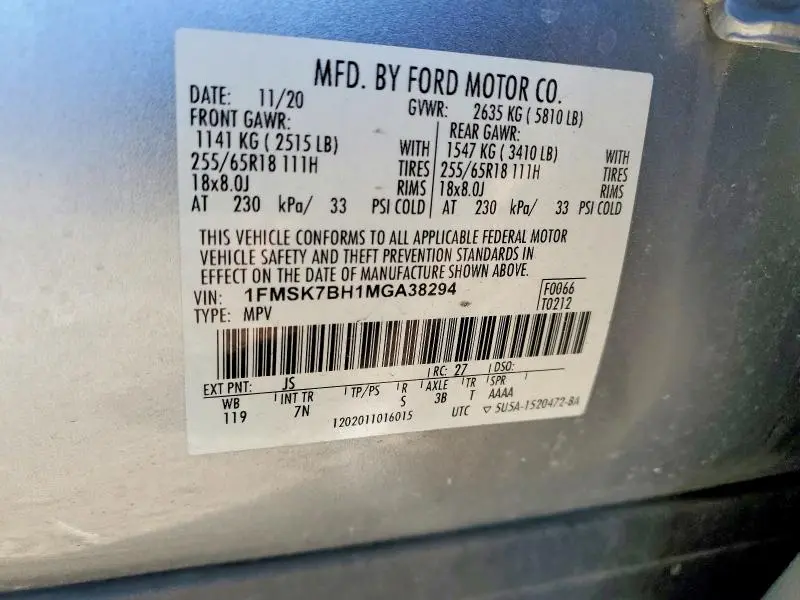 MFD. BY FORD MOTOR CO.
DATE: 11/20 GVWR: 2635 KG ( 5810 LB)
FRONT GAWR: REAR GAWR:
1141 KG ( 2515 LB) WITH 1547 KG ( 3410 LB) WITH
255/65R18 111H TIRES 255/65R18 111H TIRES
18x8.0J RIMS 18x8.0J RIMS
AT 230 kPa/ 33 PSI COLD AT 230 kPa/ 33 PSI COLD
THIS VEHICLE CONFORMS TO ALL APPLICABLE FEDERAL MOTOR
VEHICLE SAFETY AND THEFT PREVENTION STANDARDS IN
EFFECT ON THE DATE OF MANUFACTURE SHOWN ABOVE.
VIN: 1FMSK7BH1MGA38294 F0066
TYPE: MPV T0212
EXT PNT: JS RC: 27 DSO:
WB INT TR TP/PS R AXLE TR SPR
119 7N S 3B T AAAA
1202011016015 UTC ▽ SU5A-1520472-BA